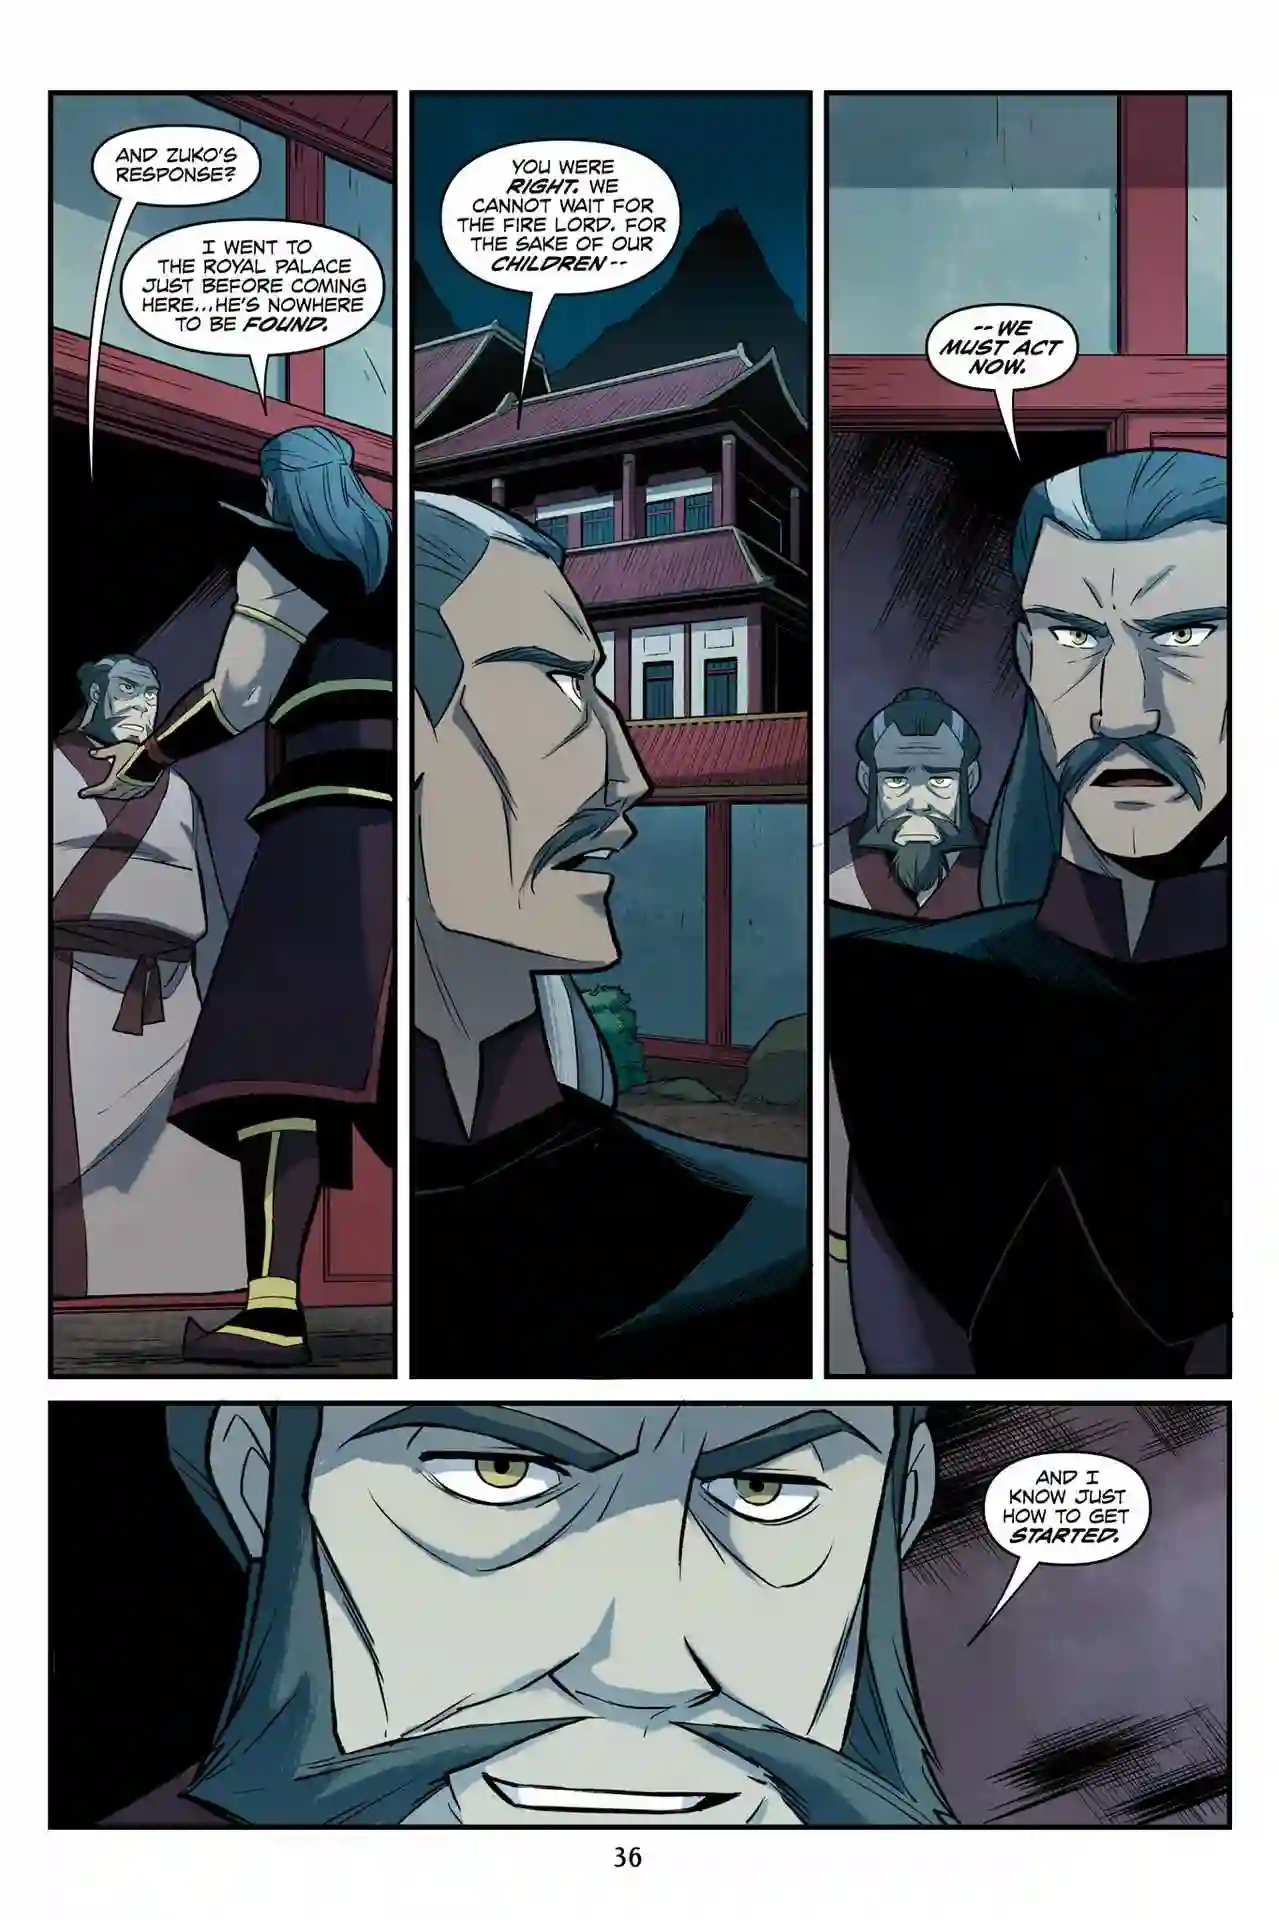 AND ZUKO'S
RESPONSE?
I WENT TO
THE ROYAL PALACE
JUST BEFORE COMING
HERE...HE'S NOWHERE
TO BE FOUND.
YOU WERE
RIGHT. WE
CANNOT WAIT FOR
THE FIRE LORD. FOR
THE SAKE OF OUR
CHILDREN --
-- WE
MUST ACT
NOW.
AND I
KNOW JUST
HOW TO GET
STARTED.
36